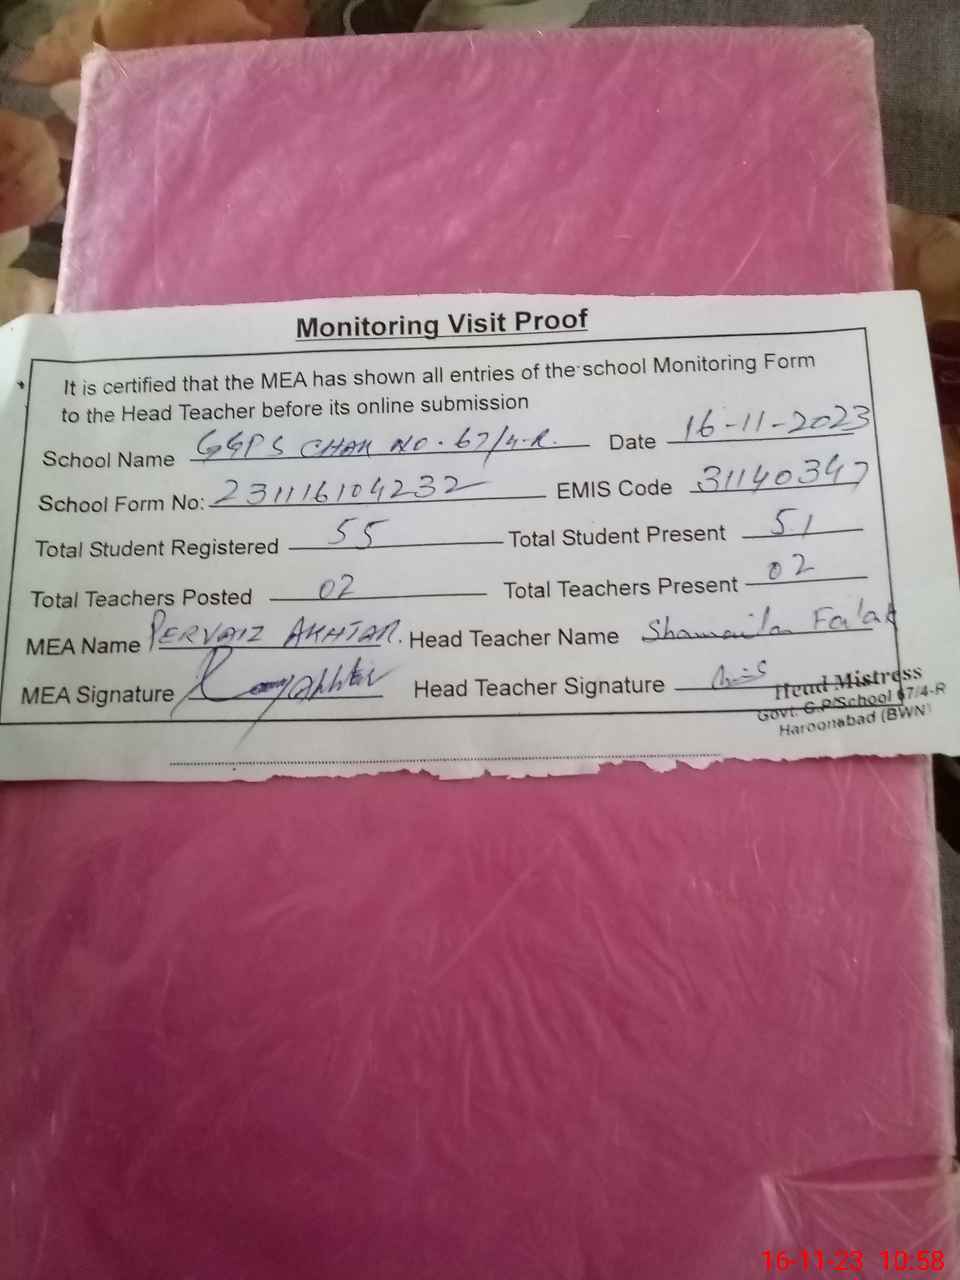 Monitoring Visit Proof
It is certified that the MEA has shown all entries of the school Monitoring Form
to the Head Teacher before its online submission
School Name GGPS CHAK NO. 67/4-R. Date 16-11-2023
School Form No: 231116104232 EMIS Code 31140347
Total Student Registered 55 Total Student Present 51
Total Teachers Posted 02 Total Teachers Present 02
MEA Name PERVAIZ AKHTAR. Head Teacher Name Shamaila Falak
MEA Signature Head Teacher Signature
Head Mistress
Govt. G.P/School 67/4-R
Haroonabad (BWN)
16-11-23 10:58